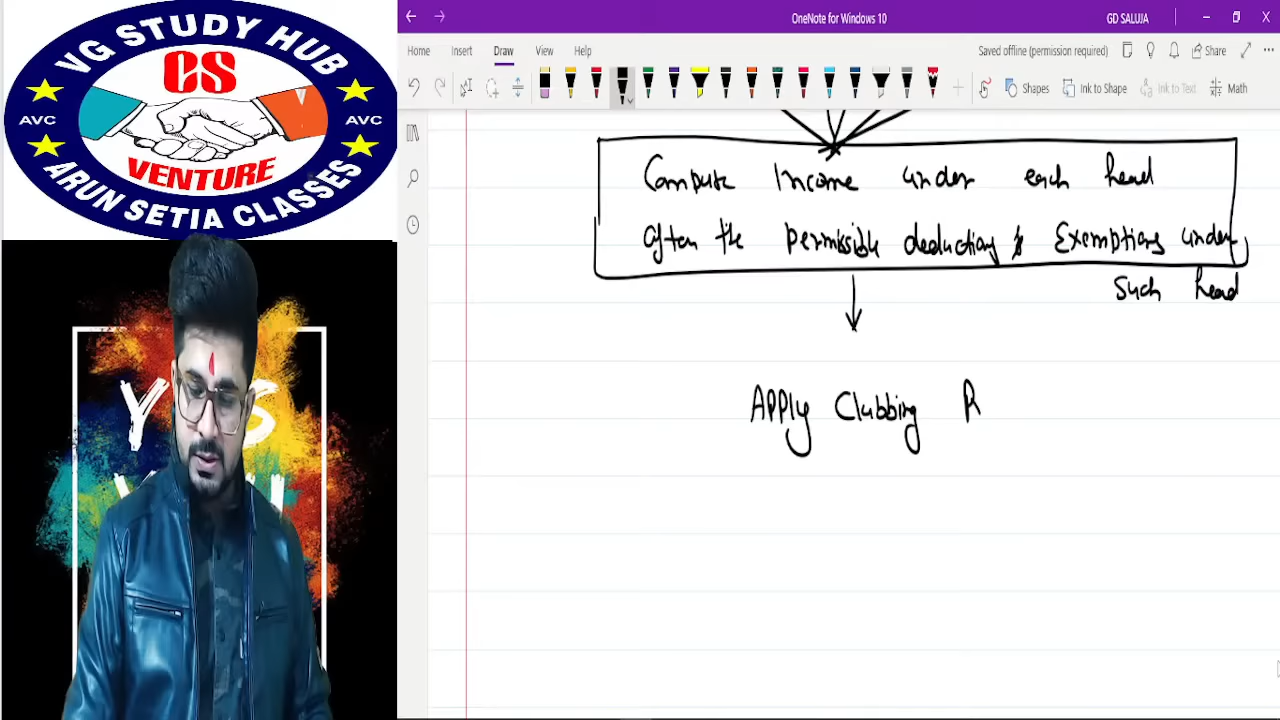 VG STUDY HUB
CS
AVC
AVC
VENTURE
ARUN SETIA CLASSES
OneNote for Windows 10
GD SALUJA
Home
Insert
Draw
View
Help
Saved offline (permission required)
Share
Shapes
Ink to Shape
Ink to Text
Math
Compute Income under each head
after the permissible deductions & Exemptions under
such head
Apply Clubbing P
Y S
Y U